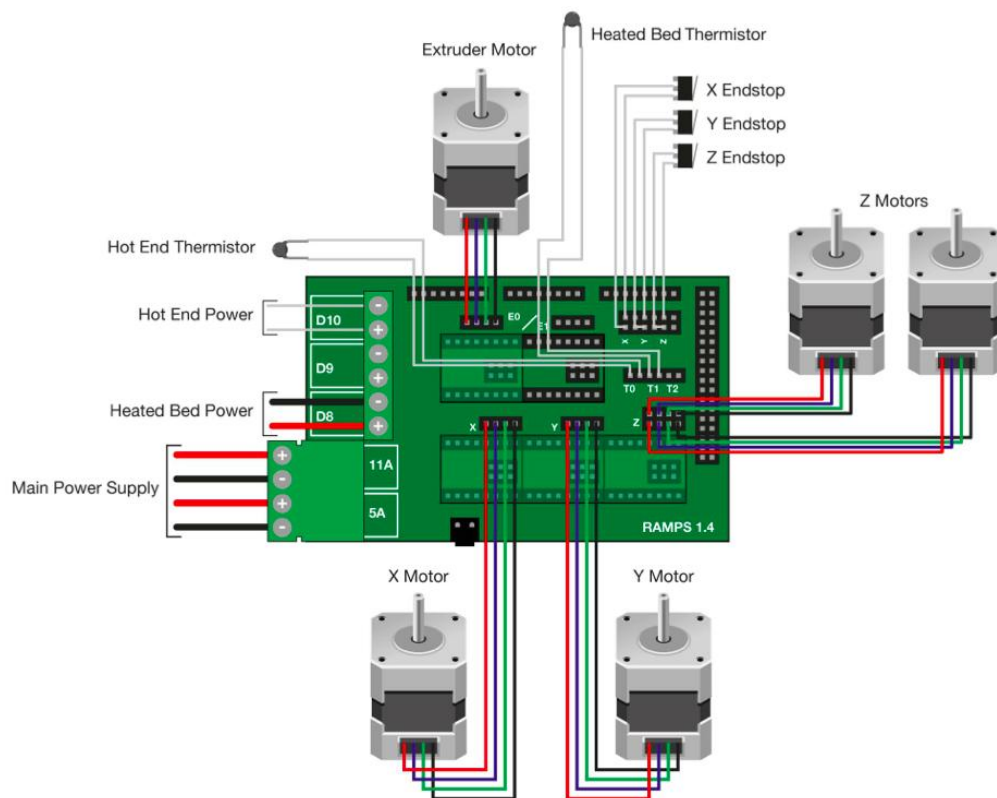 Heated Bed Thermistor
Extruder Motor
X Endstop
Y Endstop
Z Endstop
Z Motors
Hot End Thermistor
Hot End Power
D10
-
+
E0
E1
X
Y
Z
D9
-
+
T0
T1
T2
Heated Bed Power
D8
-
+
X
Y
Z
Main Power Supply
+
11A
-
+
5A
-
RAMPS 1.4
X Motor
Y Motor